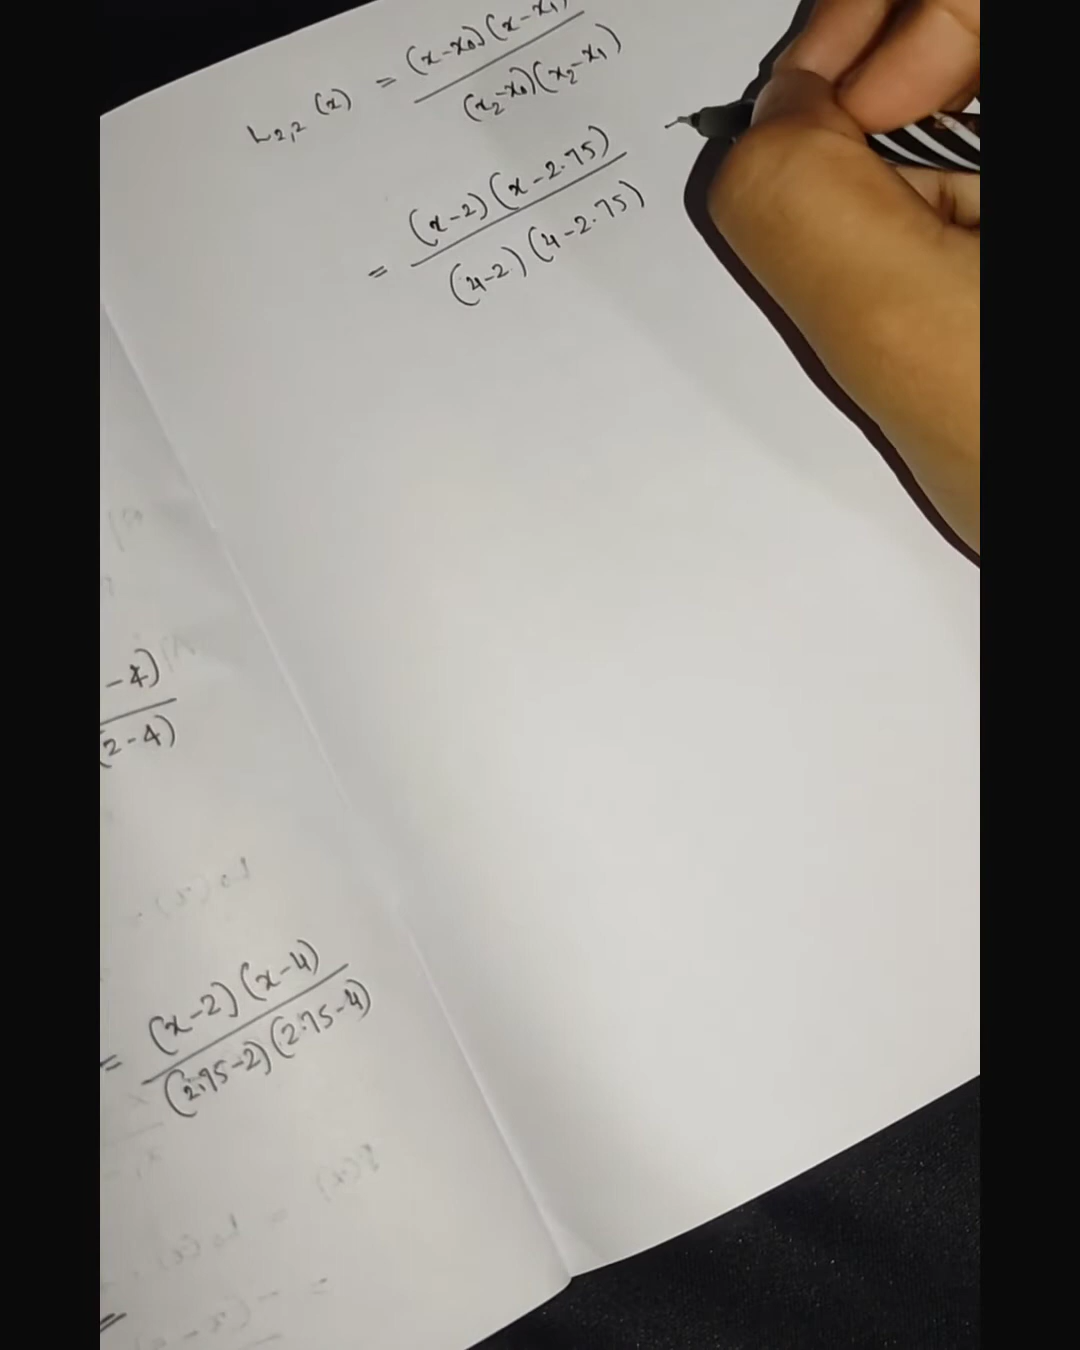 L₂,₂ (x) = (x-x₀)(x-x₁) / (x₂-x₀)(x₂-x₁)
= (x-2)(x-2.75) / (4-2)(4-2.75)
-4)
(2-4)
= (x-2)(x-4) / (2.75-2)(2.75-4)